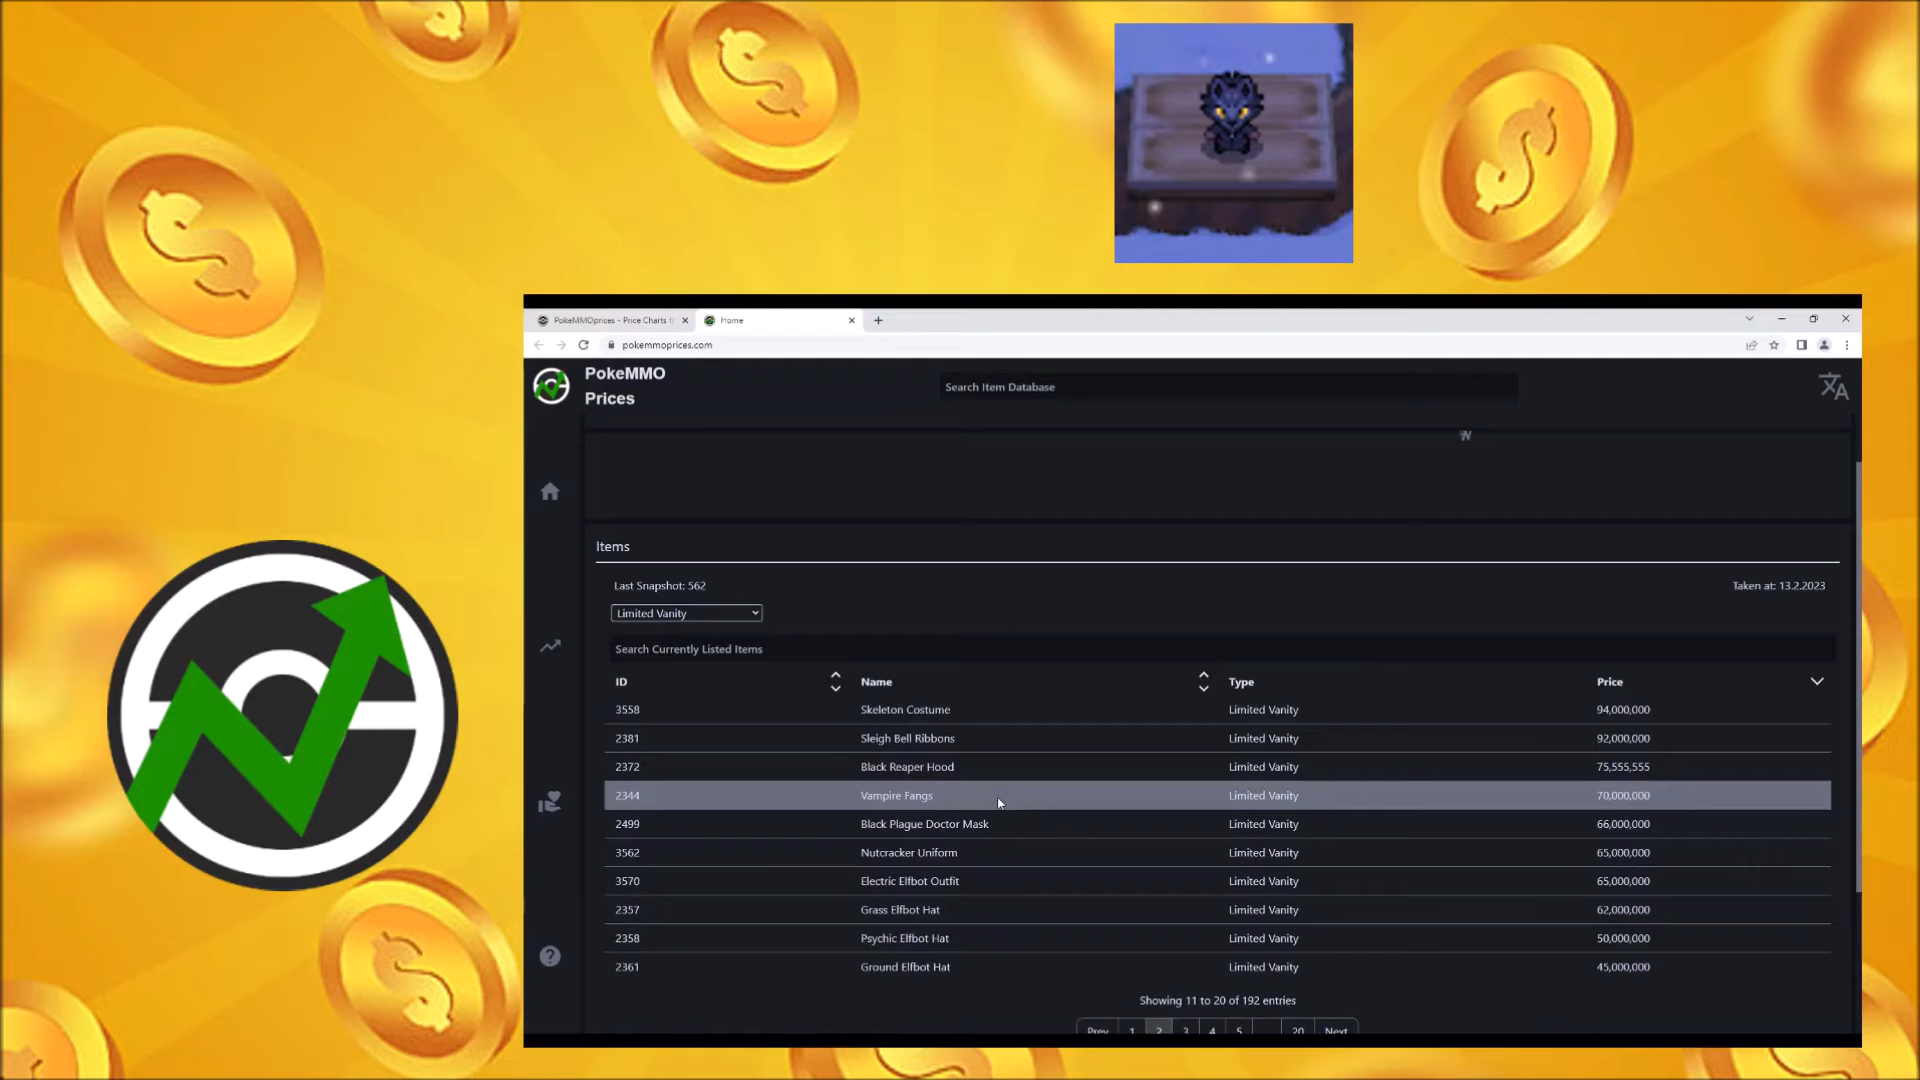 PokeMMOprices - Price Charts f
Home
pokemmoprices.com
PokeMMO
Prices
Search Item Database
Items
Last Snapshot: 562
Taken at: 13.2.2023
Limited Vanity
Search Currently Listed Items
ID Name Type Price
3558 Skeleton Costume Limited Vanity 94,000,000
2381 Sleigh Bell Ribbons Limited Vanity 92,000,000
2372 Black Reaper Hood Limited Vanity 75,555,555
2344 Vampire Fangs Limited Vanity 70,000,000
2499 Black Plague Doctor Mask Limited Vanity 66,000,000
3562 Nutcracker Uniform Limited Vanity 65,000,000
3570 Electric Elfbot Outfit Limited Vanity 65,000,000
2357 Grass Elfbot Hat Limited Vanity 62,000,000
2358 Psychic Elfbot Hat Limited Vanity 50,000,000
2361 Ground Elfbot Hat Limited Vanity 45,000,000
Showing 11 to 20 of 192 entries
Prev 1 2 3 4 5 ... 20 Next